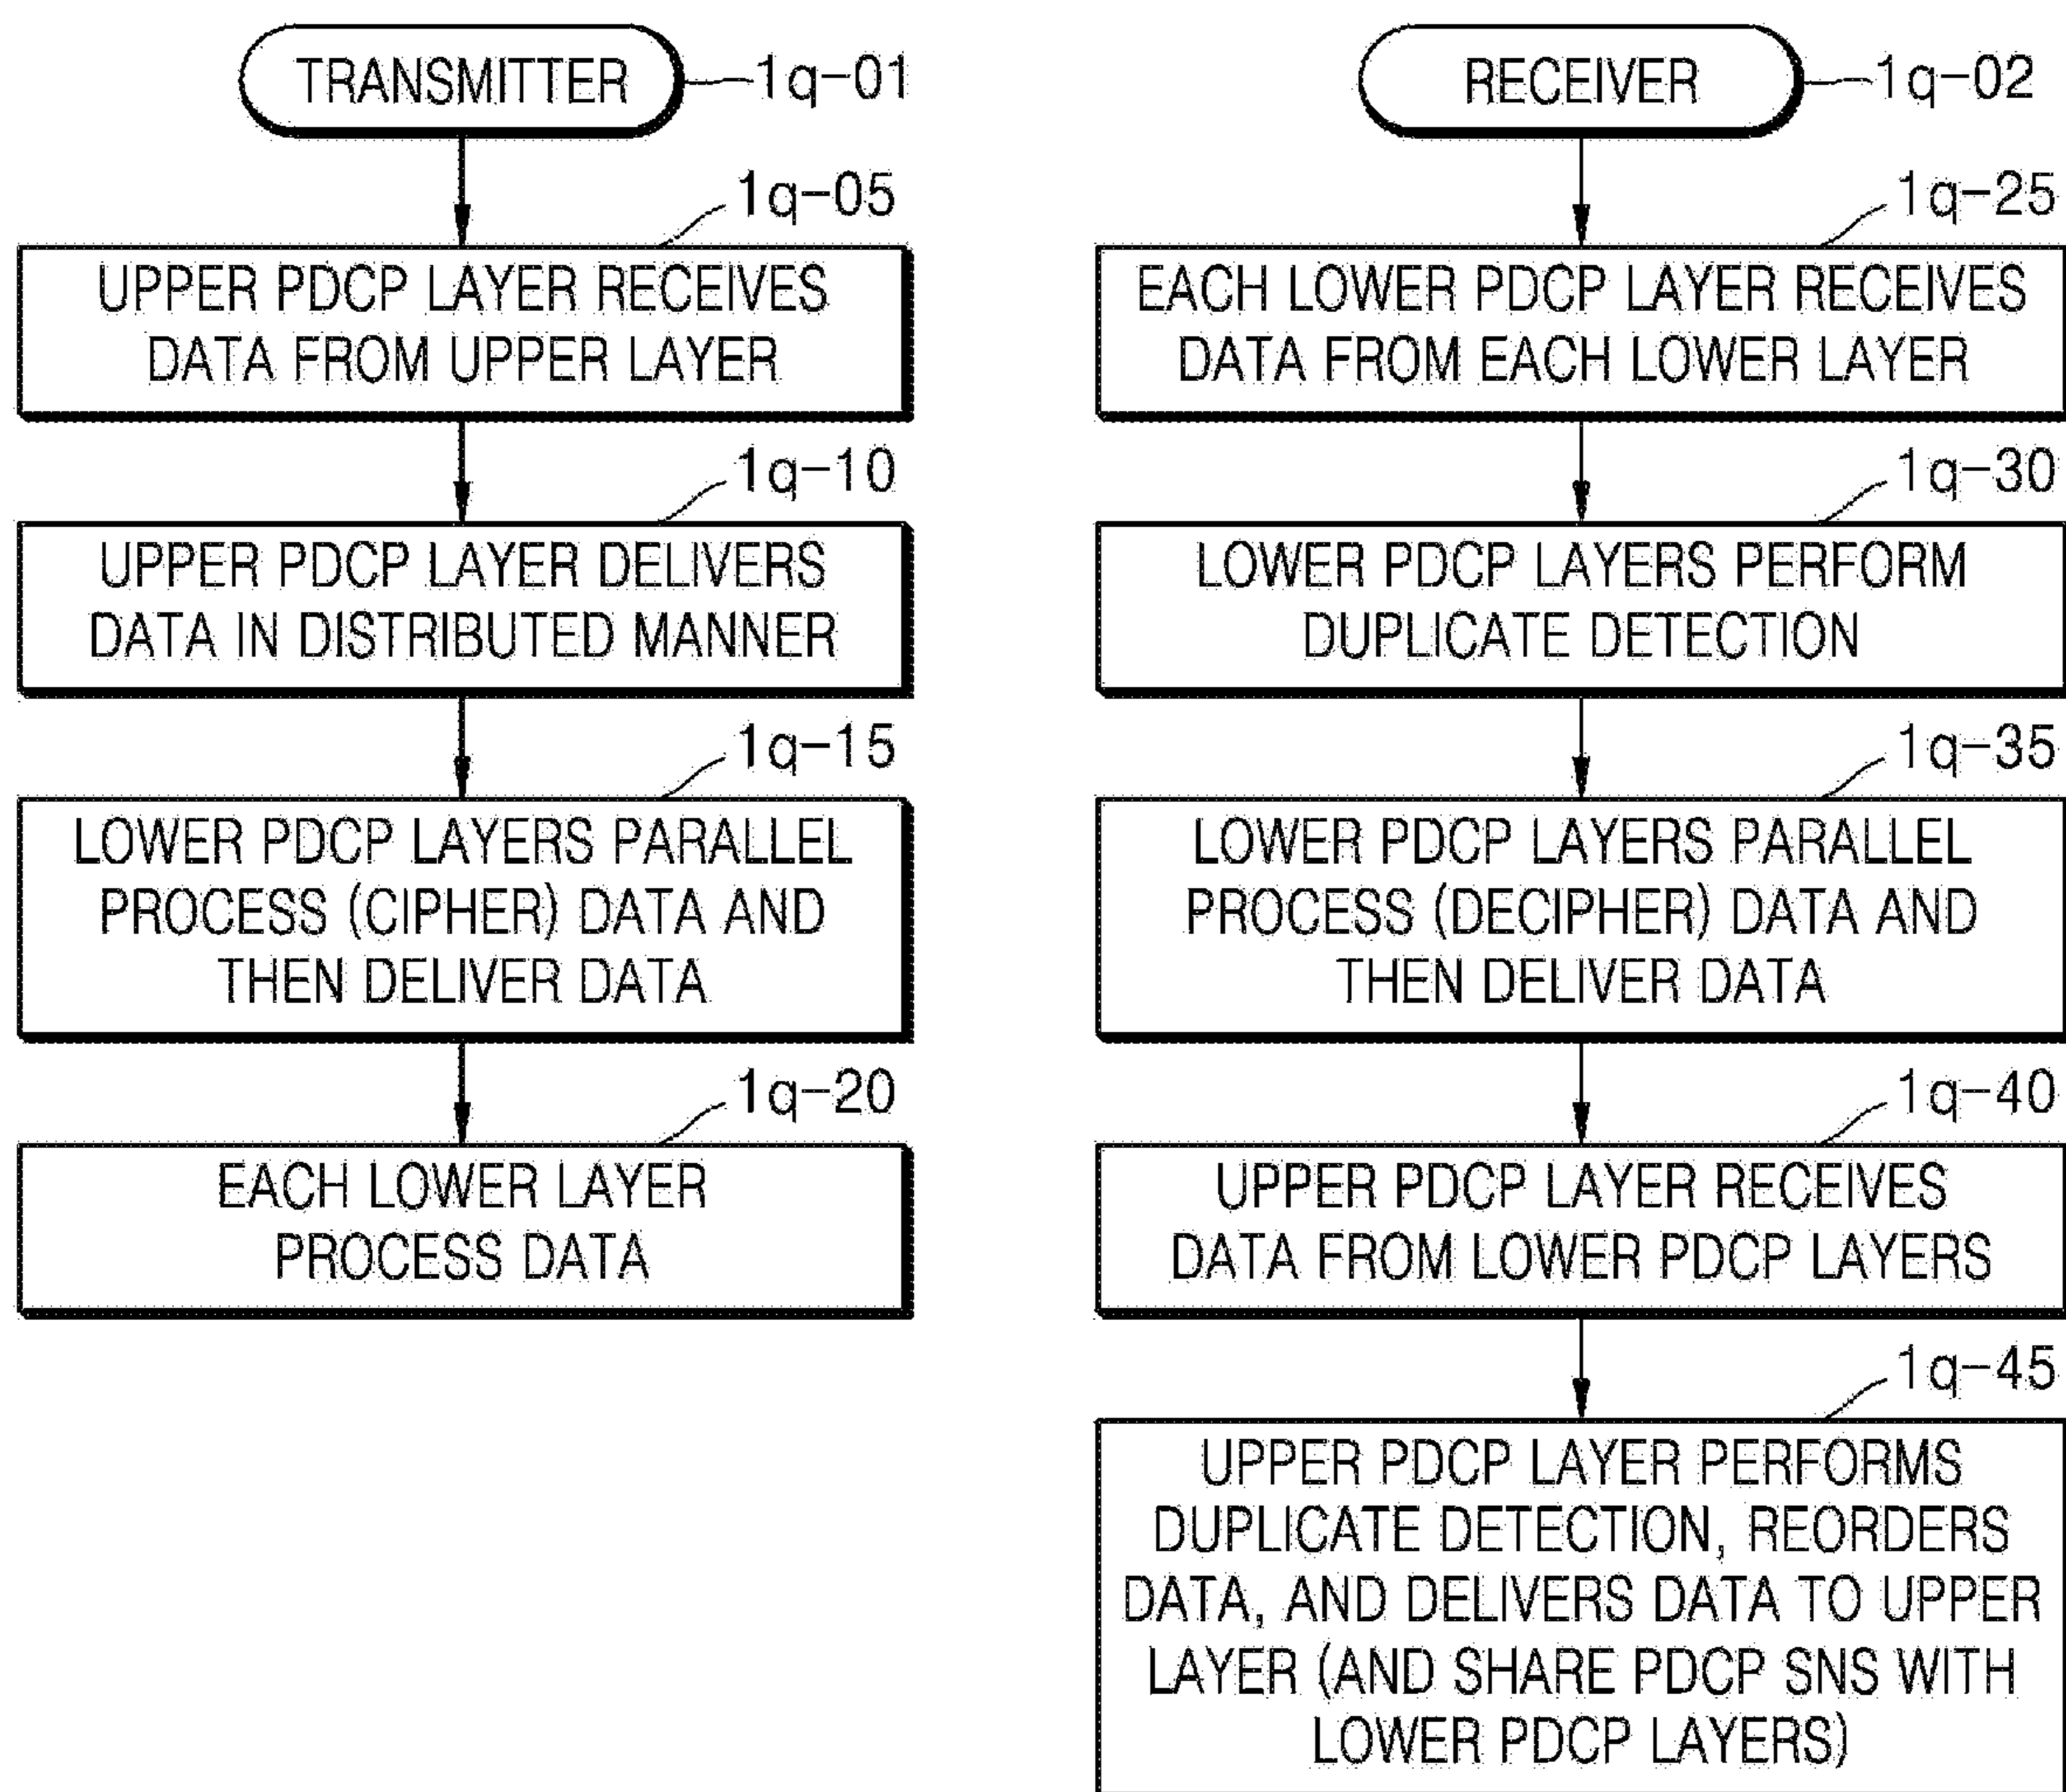 TRANSMITTER
1q-01
1q-05
UPPER PDCP LAYER RECEIVES
DATA FROM UPPER LAYER
1q-10
UPPER PDCP LAYER DELIVERS
DATA IN DISTRIBUTED MANNER
1q-15
LOWER PDCP LAYERS PARALLEL
PROCESS (CIPHER) DATA AND
THEN DELIVER DATA
1q-20
EACH LOWER LAYER
PROCESS DATA
RECEIVER
1q-02
1q-25
EACH LOWER PDCP LAYER RECEIVES
DATA FROM EACH LOWER LAYER
1q-30
LOWER PDCP LAYERS PERFORM
DUPLICATE DETECTION
1q-35
LOWER PDCP LAYERS PARALLEL
PROCESS (DECIPHER) DATA AND
THEN DELIVER DATA
1q-40
UPPER PDCP LAYER RECEIVES
DATA FROM LOWER PDCP LAYERS
1q-45
UPPER PDCP LAYER PERFORMS
DUPLICATE DETECTION, REORDERS
DATA, AND DELIVERS DATA TO UPPER
LAYER (AND SHARE PDCP SNS WITH
LOWER PDCP LAYERS)